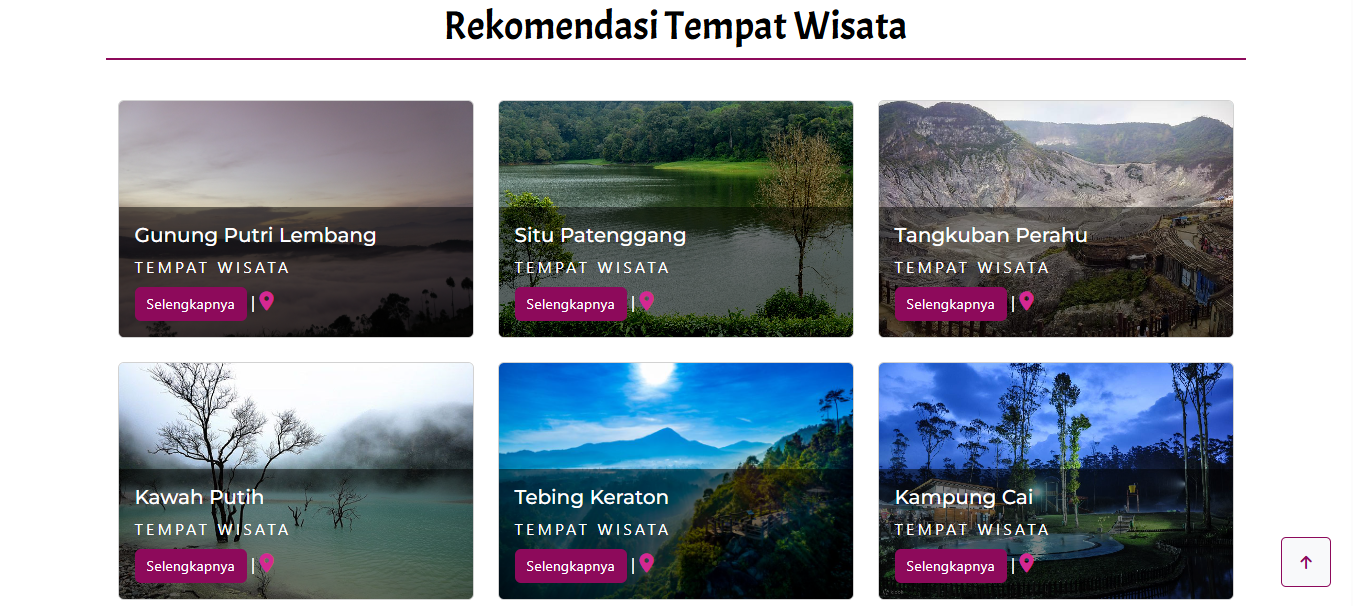 Rekomendasi Tempat Wisata
Gunung Putri Lembang
TEMPAT WISATA
Selengkapnya |
Situ Patenggang
TEMPAT WISATA
Selengkapnya |
Tangkuban Perahu
TEMPAT WISATA
Selengkapnya |
Kawah Putih
TEMPAT WISATA
Selengkapnya |
Tebing Keraton
TEMPAT WISATA
Selengkapnya |
Kampung Cai
TEMPAT WISATA
Selengkapnya |